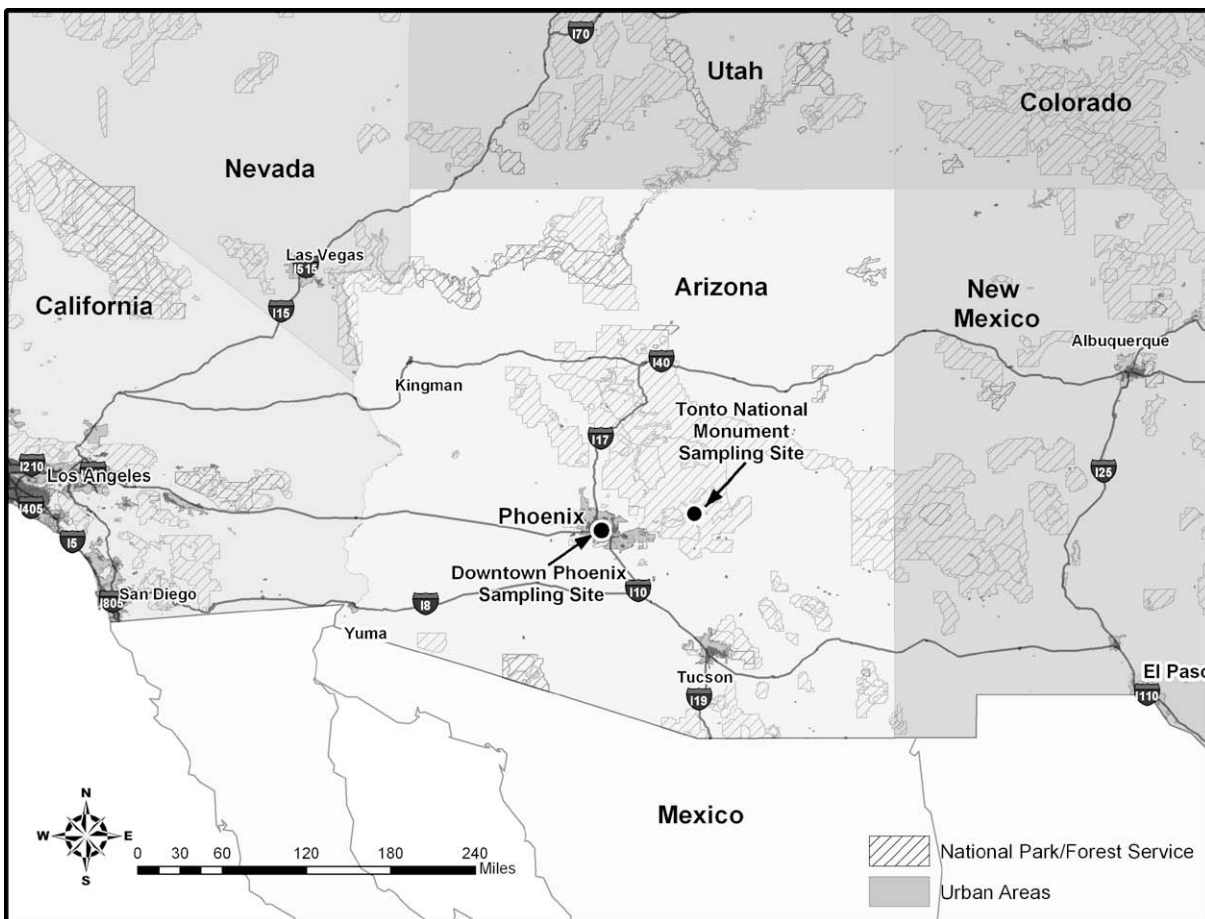 I70
Utah
Colorado
Nevada
Las Vegas
I515
California
I15
Arizona
New
Mexico
Albuquerque
I40
Kingman
Tonto National
Monument
Sampling Site
I17
I210
Los Angeles
I25
I405
Phoenix
I5
Downtown Phoenix
Sampling Site
San Diego
I805
I8
I10
Yuma
Tucson
El Paso
I19
I110
Mexico
N
W
E
S
0 30 60 120 180 240
Miles
National Park/Forest Service
Urban Areas